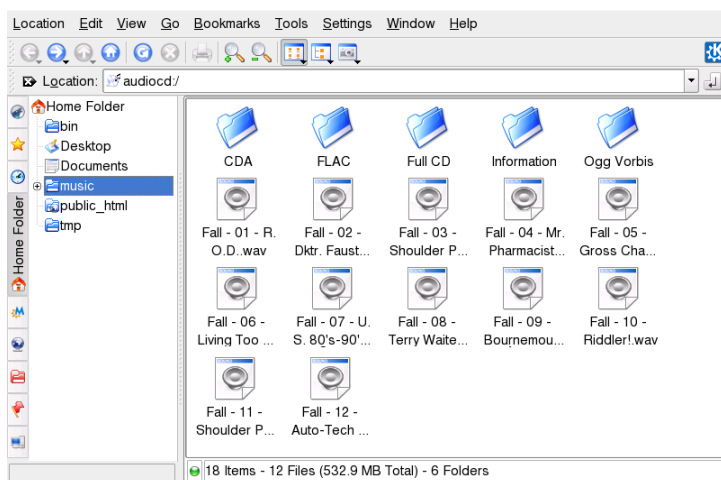 Location Edit View Go Bookmarks Tools Settings Window Help
Location: audiocd:/
Home Folder
bin
Desktop
Documents
music
public_html
tmp
Home Folder
CDA FLAC Full CD Information Ogg Vorbis
Fall - 01 - R. Fall - 02 - Fall - 03 - Fall - 04 - Mr. Fall - 05 -
O.D..wav Dktr. Faust... Shoulder P... Pharmacist... Gross Cha...
Fall - 06 - Fall - 07 - U. Fall - 08 - Fall - 09 - Fall - 10 -
Living Too ... S. 80's-90'... Terry Waite... Bournemou... Riddler!.wav
Fall - 11 - Fall - 12 -
Shoulder P... Auto-Tech ...
18 Items - 12 Files (532.9 MB Total) - 6 Folders